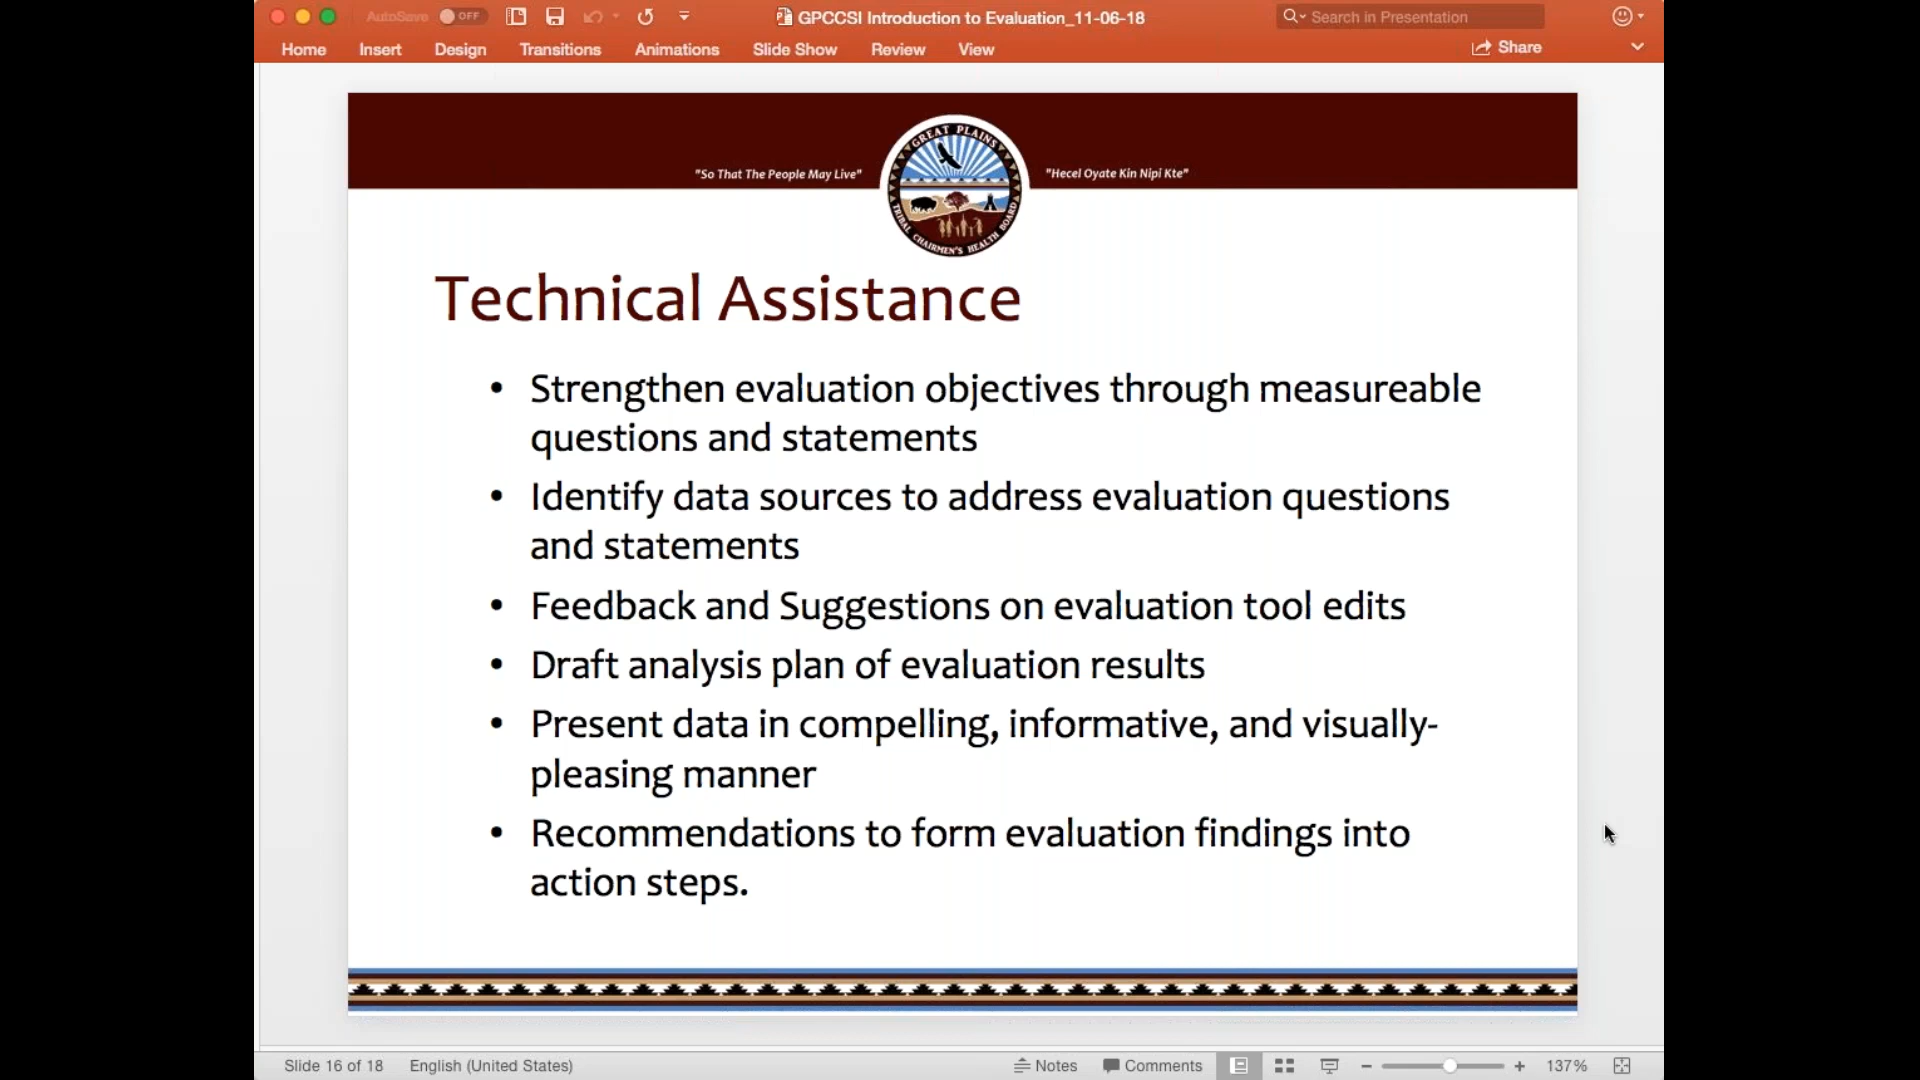 AutoSave OFF GPCCSI Introduction to Evaluation_11-06-18 Search in Presentation
Home Insert Design Transitions Animations Slide Show Review View Share
"So That The People May Live" "Hecel Oyate Kin Nipi Kte"
GREAT PLAINS
TRIBAL CHAIRMEN'S HEALTH BOARD
Technical Assistance
• Strengthen evaluation objectives through measureable
questions and statements
• Identify data sources to address evaluation questions
and statements
• Feedback and Suggestions on evaluation tool edits
• Draft analysis plan of evaluation results
• Present data in compelling, informative, and visually-
pleasing manner
• Recommendations to form evaluation findings into
action steps.
Slide 16 of 18 English (United States) Notes Comments 137%